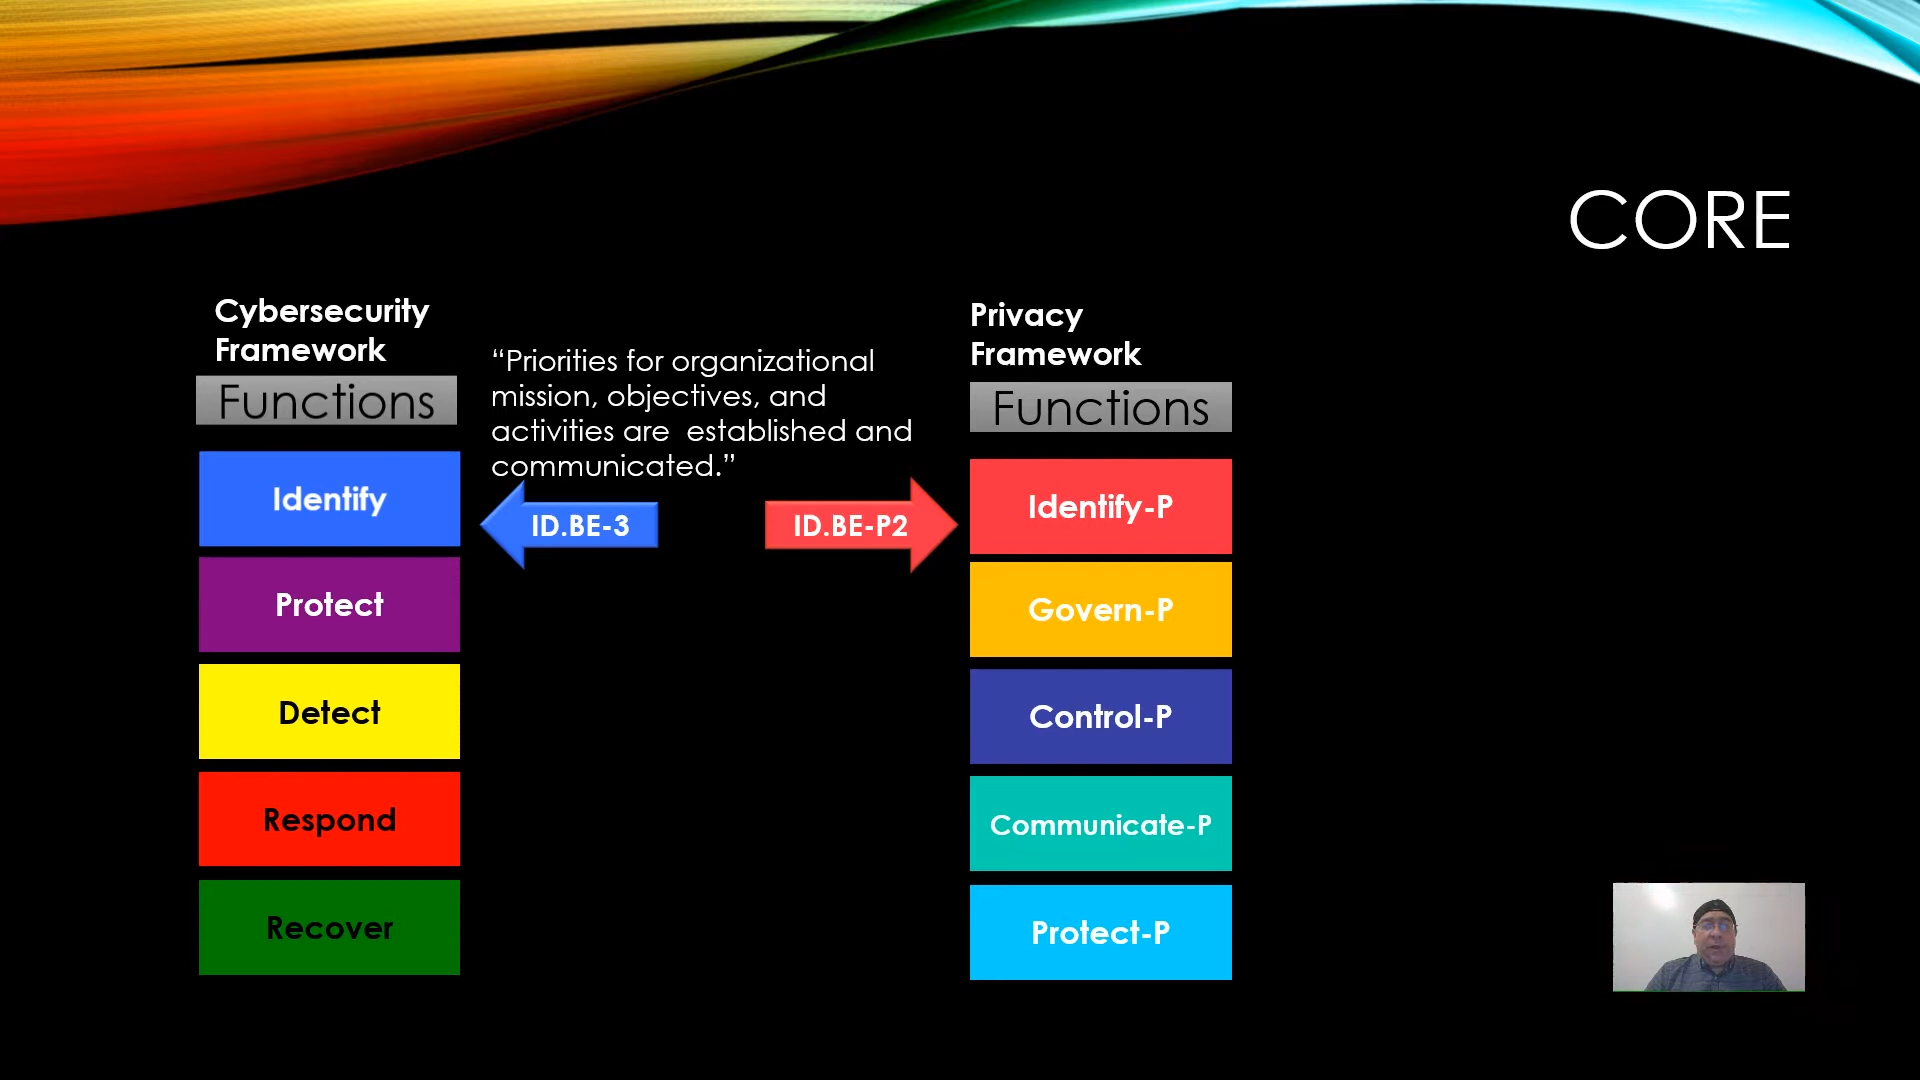 CORE
Cybersecurity
Framework
Functions
Identify
Protect
Detect
Respond
Recover
“Priorities for organizational
mission, objectives, and
activities are  established and
communicated.”
ID.BE-3
ID.BE-P2
Privacy
Framework
Functions
Identify-P
Govern-P
Control-P
Communicate-P
Protect-P